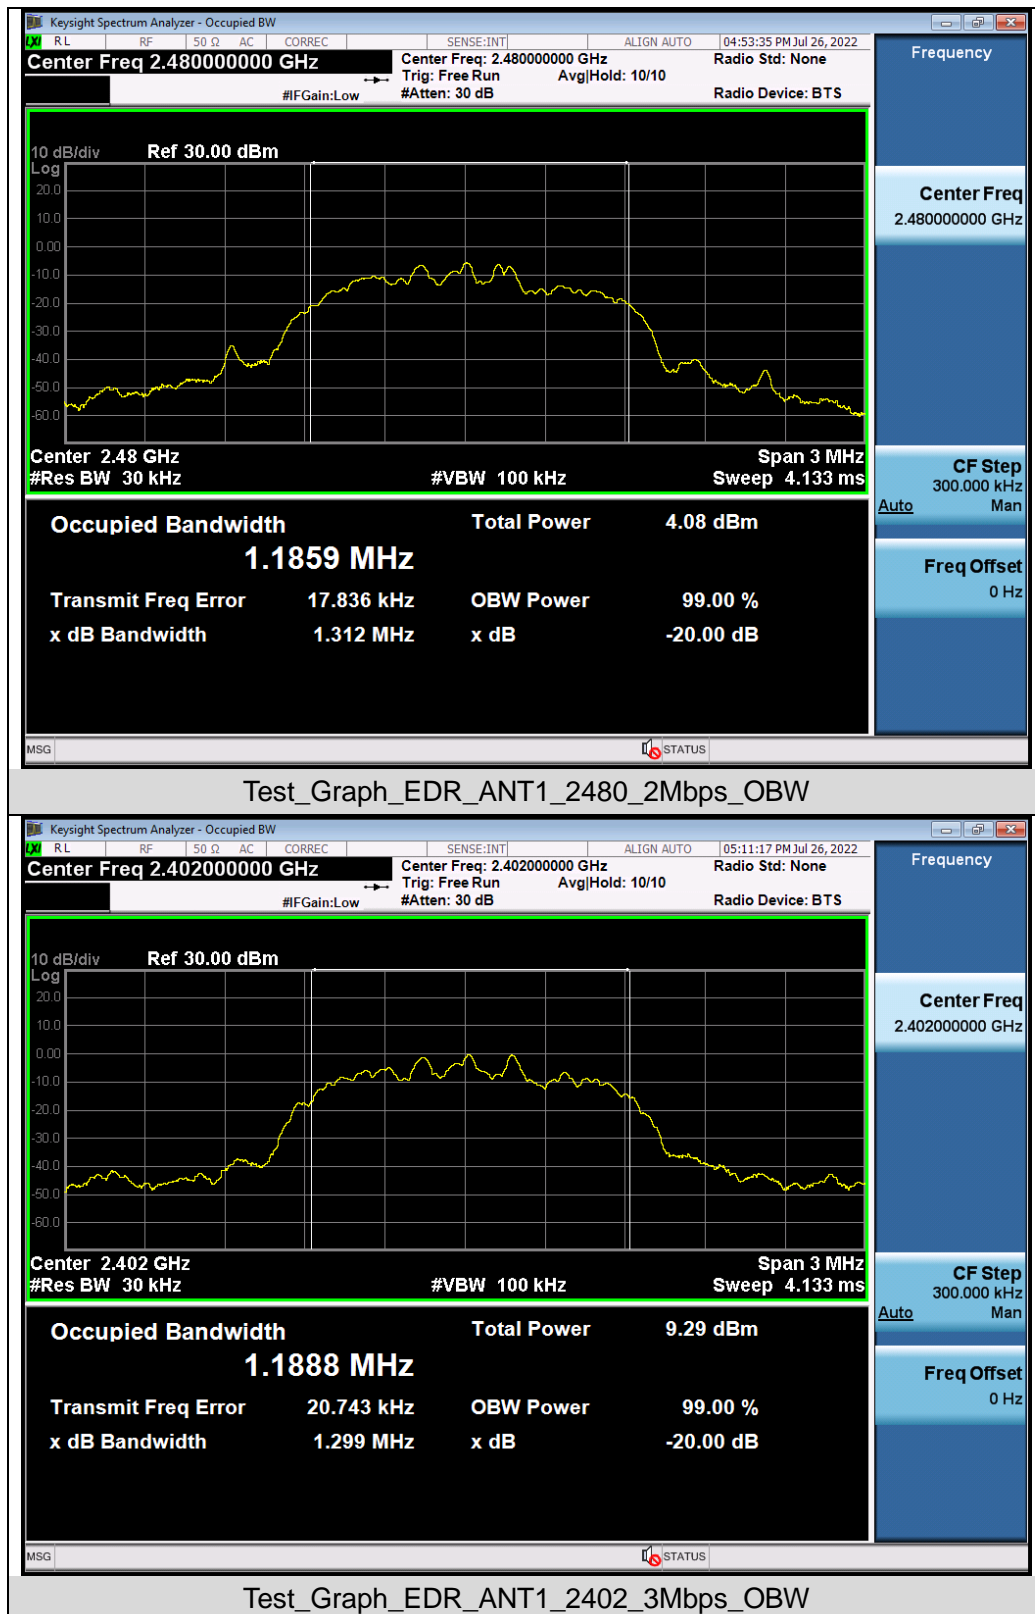 Keysight Spectrum Analyzer - Occupied BW
LXI RL RF 50 Ω AC CORREC SENSE:INT ALIGN AUTO 04:53:35 PM Jul 26, 2022
Center Freq 2.480000000 GHz
Center Freq: 2.480000000 GHz
Radio Std: None
Trig: Free Run Avg|Hold: 10/10
#IFGain:Low
#Atten: 30 dB
Radio Device: BTS
Frequency
10 dB/div Ref 30.00 dBm
Log
20.0
10.0
0.00
-10.0
-20.0
-30.0
-40.0
-50.0
-60.0
Center 2.48 GHz Span 3 MHz
#Res BW 30 kHz #VBW 100 kHz Sweep 4.133 ms
Center Freq
2.480000000 GHz
CF Step
300.000 kHz
Auto Man
Freq Offset
0 Hz
Occupied Bandwidth Total Power 4.08 dBm
1.1859 MHz
Transmit Freq Error 17.836 kHz OBW Power 99.00 %
x dB Bandwidth 1.312 MHz x dB -20.00 dB
MSG STATUS
Test_Graph_EDR_ANT1_2480_2Mbps_OBW
Keysight Spectrum Analyzer - Occupied BW
LXI RL RF 50 Ω AC CORREC SENSE:INT ALIGN AUTO 05:11:17 PM Jul 26, 2022
Center Freq 2.402000000 GHz
Center Freq: 2.402000000 GHz
Radio Std: None
Trig: Free Run Avg|Hold: 10/10
#IFGain:Low
#Atten: 30 dB
Radio Device: BTS
Frequency
10 dB/div Ref 30.00 dBm
Log
20.0
10.0
0.00
-10.0
-20.0
-30.0
-40.0
-50.0
-60.0
Center 2.402 GHz Span 3 MHz
#Res BW 30 kHz #VBW 100 kHz Sweep 4.133 ms
Center Freq
2.402000000 GHz
CF Step
300.000 kHz
Auto Man
Freq Offset
0 Hz
Occupied Bandwidth Total Power 9.29 dBm
1.1888 MHz
Transmit Freq Error 20.743 kHz OBW Power 99.00 %
x dB Bandwidth 1.299 MHz x dB -20.00 dB
MSG STATUS
Test_Graph_EDR_ANT1_2402_3Mbps_OBW